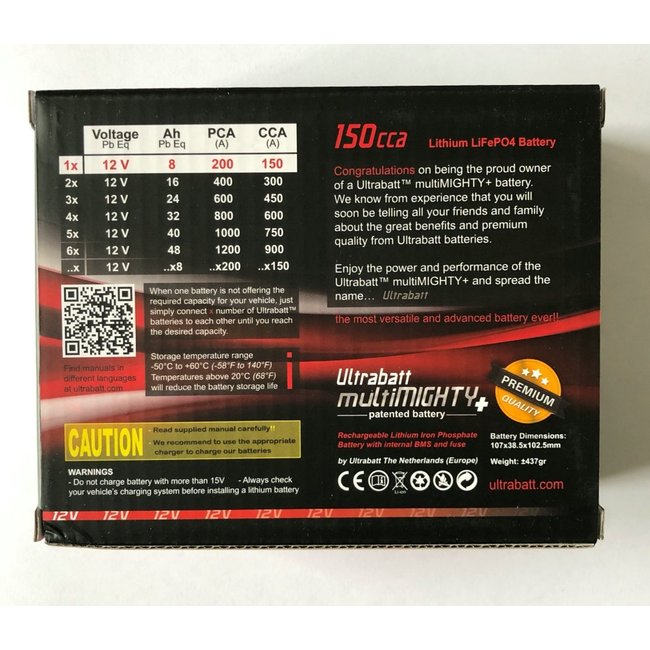 Voltage Ah PCA CCA
Pb Eq Pb Eq (A) (A)
1x 12 V 8 200 150
2x 12 V 16 400 300
3x 12 V 24 600 450
4x 12 V 32 800 600
5x 12 V 40 1000 750
6x 12 V 48 1200 900
..x 12 V ..x8 ..x200 ..x150
When one battery is not offering the
required capacity for your vehicle, just
simply connect x number of Ultrabatt™
batteries to each other until you reach
the desired capacity.
Find manuals in
different languages
at ultrabatt.com
Storage temperature range
-50°C to +60°C (-58°F to 140°F)
Temperatures above 20°C (68°F)
will reduce the battery storage life
i
CAUTION
- Read supplied manual carefully!!
- We recommend to use the appropriate
charger to charge our batteries
WARNINGS
- Do not charge battery with more than 15V - Always check
your vehicle's charging system before installing a lithium battery
150cca Lithium LiFePO4 Battery
Congratulations on being the proud owner
of a Ultrabatt™ multiMIGHTY+ battery.
We know from experience that you will
soon be telling all your friends and family
about the great benefits and premium
quality from Ultrabatt batteries.
Enjoy the power and performance of the
Ultrabatt™ multiMIGHTY+ and spread the
name... Ultrabatt
the most versatile and advanced battery ever!!
Ultrabatt
multiMIGHTY+
patented battery
PREMIUM
QUALITY
Rechargeable Lithium Iron Phosphate
Battery with internal BMS and fuse
by Ultrabatt The Netherlands (Europe)
Battery Dimensions:
107x38.5x102.5mm
Weight: ±437gr
CE
ultrabatt.com
12V 12V 12V 12V 12V 12V 12V 12V 12V 12V